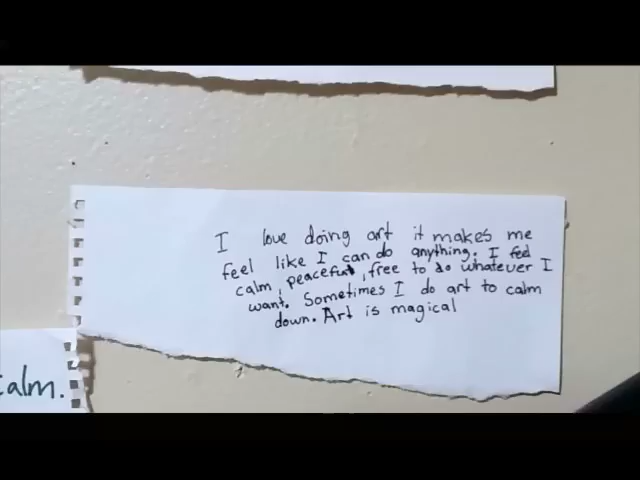 I love doing art it makes me
feel like I can do anything. I feel
calm, peaceful, free to do whatever I
want. Sometimes I do art to calm
down. Art is magical
calm.